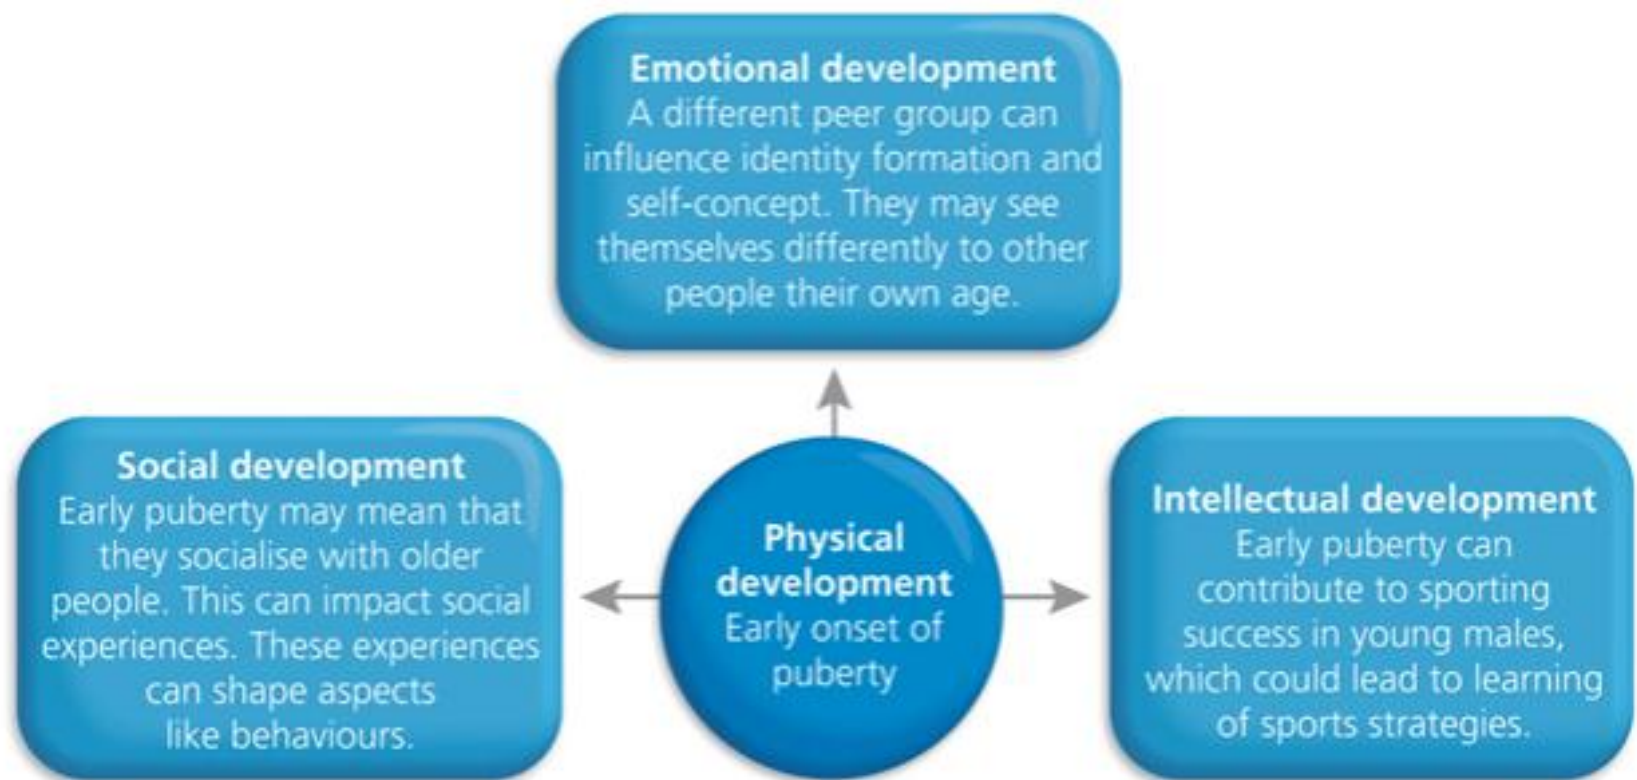 Emotional development
A different peer group can
influence identity formation and
self-concept. They may see
themselves differently to other
people their own age.
Social development
Early puberty may mean that
they socialise with older
people. This can impact social
experiences. These experiences
can shape aspects
like behaviours.
Physical
development
Early onset of
puberty
Intellectual development
Early puberty can
contribute to sporting
success in young males,
which could lead to learning
of sports strategies.